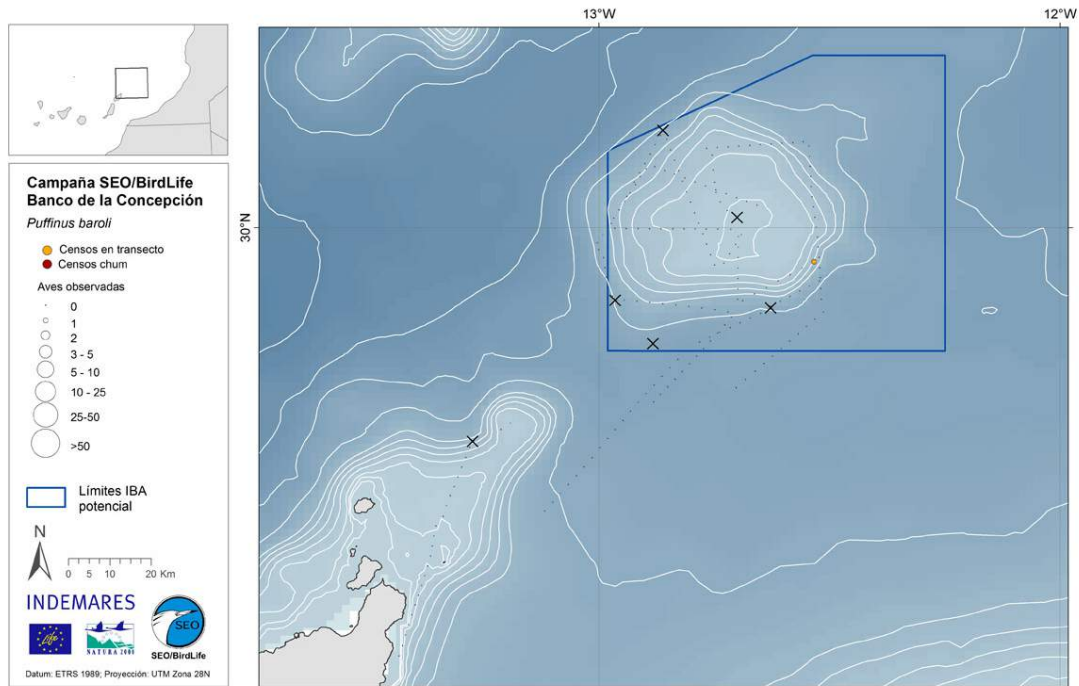 13°W
12°W
30°N
Campaña SEO/BirdLife
Banco de la Concepción
Puffinus baroli
Censos en transecto
Censos chum
Aves observadas
0
1
2
3 - 5
5 - 10
10 - 25
25-50
>50
Límites IBA
potencial
N
0 5 10 20 Km
INDEMARES
Life
NATURA 2000
SEO
SEO/BirdLife
Datum: ETRS 1989; Proyección: UTM Zona 28N